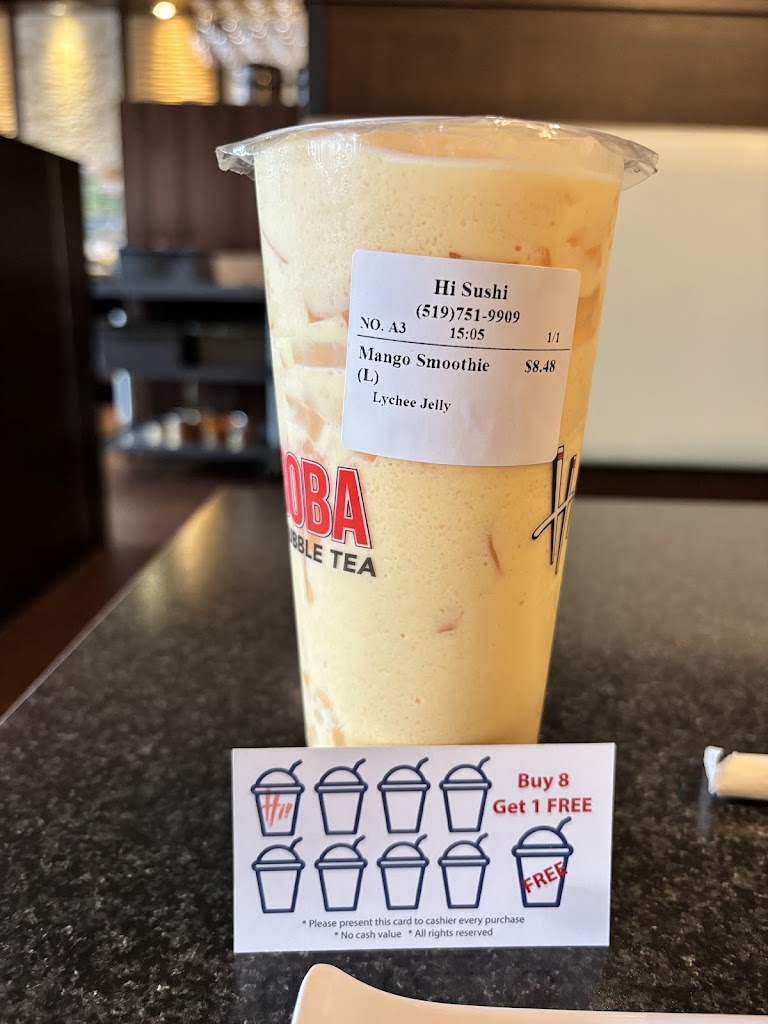 Hi Sushi
(519)751-9909
NO. A3 15:05 1/1
Mango Smoothie $8.48
(L)
Lychee Jelly
OBA
BBLE TEA
Hi!
Buy 8
Get 1 FREE
FREE
* Please present this card to cashier every purchase
* No cash value * All rights reserved